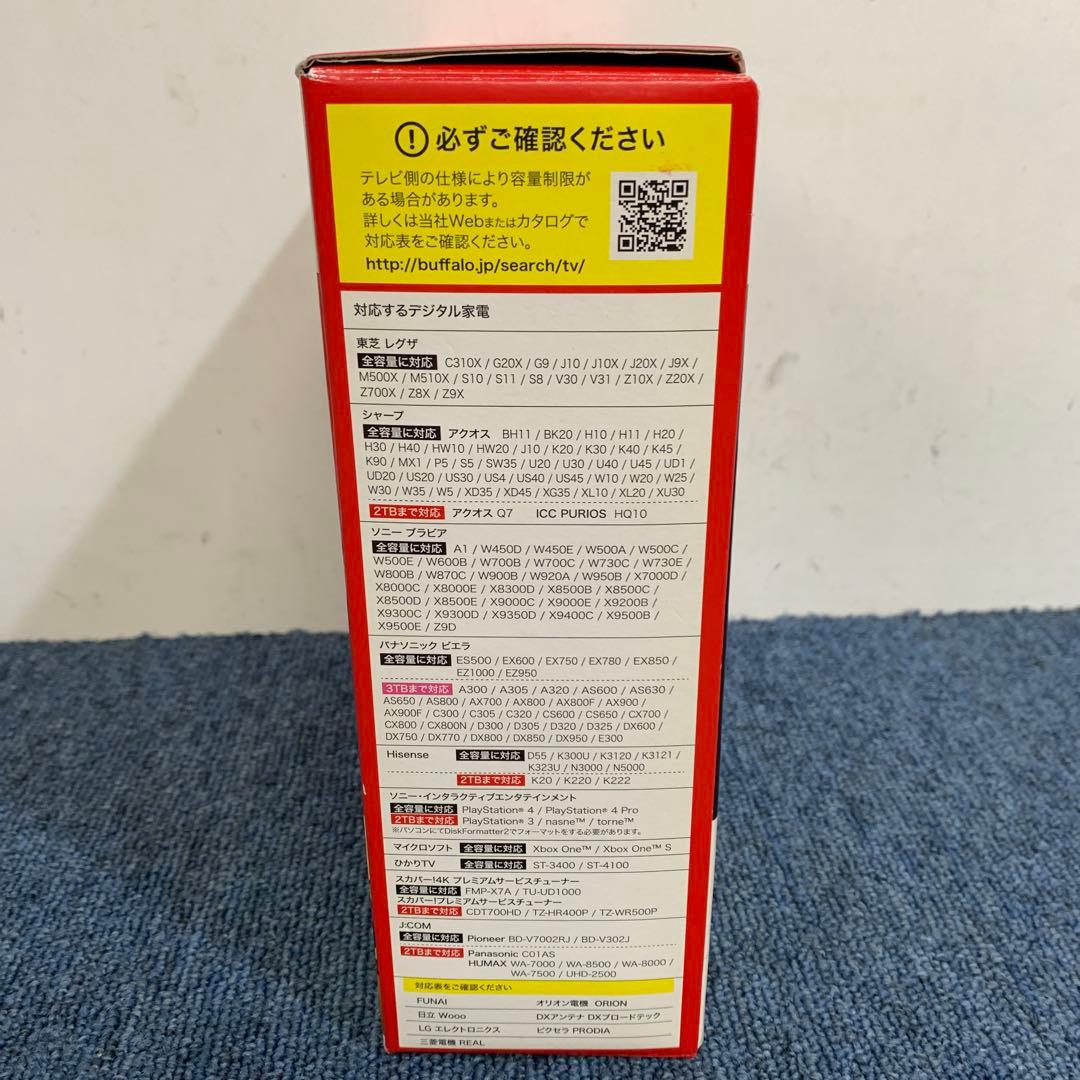 ! 必ずご確認ください
テレビ側の仕様により容量制限が
ある場合があります。
詳しくは当社Webまたはカタログで
対応表をご確認ください。
http://buffalo.jp/search/tv/
対応するデジタル家電
東芝 レグザ
全容量に対応 C310X / G20X / G9 / J10 / J10X / J20X / J9X /
M500X / M510X / S10 / S11 / S8 / V30 / V31 / Z10X / Z20X /
Z700X / Z8X / Z9X
シャープ
全容量に対応 アクオス BH11 / BK20 / H10 / H11 / H20 /
H30 / H40 / HW10 / HW20 / J10 / K20 / K30 / K40 / K45 /
K90 / MX1 / P5 / S5 / SW35 / U20 / U30 / U40 / U45 / UD1 /
UD20 / US20 / US30 / US4 / US40 / US45 / W10 / W20 / W25 /
W30 / W35 / W5 / XD35 / XD45 / XG35 / XL10 / XL20 / XU30
2TBまで対応 アクオス Q7 ICC PURIOS HQ10
ソニー ブラビア
全容量に対応 A1 / W450D / W450E / W500A / W500C /
W500E / W600B / W700B / W700C / W730C / W730E /
W800B / W870C / W900B / W920A / W950B / X7000D /
X8000C / X8000E / X8300D / X8500B / X8500C /
X8500D / X8500E / X9000C / X9000E / X9200B /
X9300C / X9300D / X9350D / X9400C / X9500B /
X9500E / Z9D
パナソニック ビエラ
全容量に対応 ES500 / EX600 / EX750 / EX780 / EX850 /
EZ1000 / EZ950
3TBまで対応 A300 / A305 / A320 / AS600 / AS630 /
AS650 / AS800 / AX700 / AX800 / AX800F / AX900 /
AX900F / C300 / C305 / C320 / CS600 / CS650 / CX700 /
CX800 / CX800N / D300 / D305 / D320 / D325 / DX600 /
DX750 / DX770 / DX800 / DX850 / DX950 / E300
Hisense 全容量に対応 D55 / K300U / K3120 / K3121 /
K323U / N3000 / N5000
2TBまで対応 K20 / K220 / K222
ソニー・インタラクティブエンタテインメント
全容量に対応 PlayStation® 4 / PlayStation® 4 Pro
2TBまで対応 PlayStation® 3 / nasne™ / torne™
※パソコンにてDiskFormatter2でフォーマットをする必要があります。
マイクロソフト 全容量に対応 Xbox One™ / Xbox One™ S
ひかりTV 全容量に対応 ST-3400 / ST-4100
スカパー!4K プレミアムサービスチューナー
全容量に対応 FMP-X7A / TU-UD1000
スカパー!プレミアムサービスチューナー
2TBまで対応 CDT700HD / TZ-HR400P / TZ-WR500P
J:COM
全容量に対応 Pioneer BD-V7002RJ / BD-V302J
2TBまで対応 Panasonic C01AS
HUMAX WA-7000 / WA-8500 / WA-8000 /
WA-7500 / UHD-2500
対応表をご確認ください
FUNAI オリオン電機 ORION
日立 Wooo DXアンテナ DXブロードテック
LG エレクトロニクス ピクセラ PRODIA
三菱電機 REAL